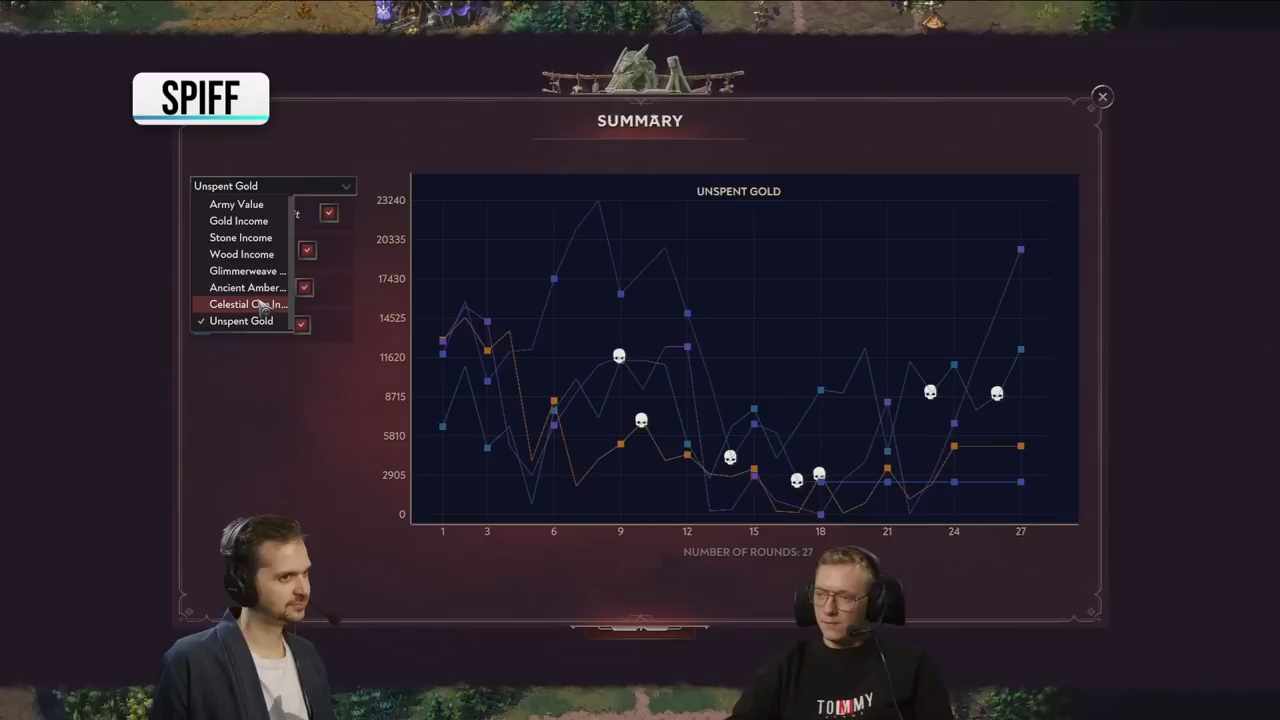 SPIFF
SUMMARY
Unspent Gold
Army Value
Gold Income
Stone Income
Wood Income
Glimmerweave ...
Ancient Amber...
Celestial
In...
Unspent Gold
UNSPENT GOLD
23240
20335
17430
14525
11620
8715
5810
2905
0
1 3 6 9 12 15 18 21 24 27
NUMBER OF ROUNDS: 27
TOMMY